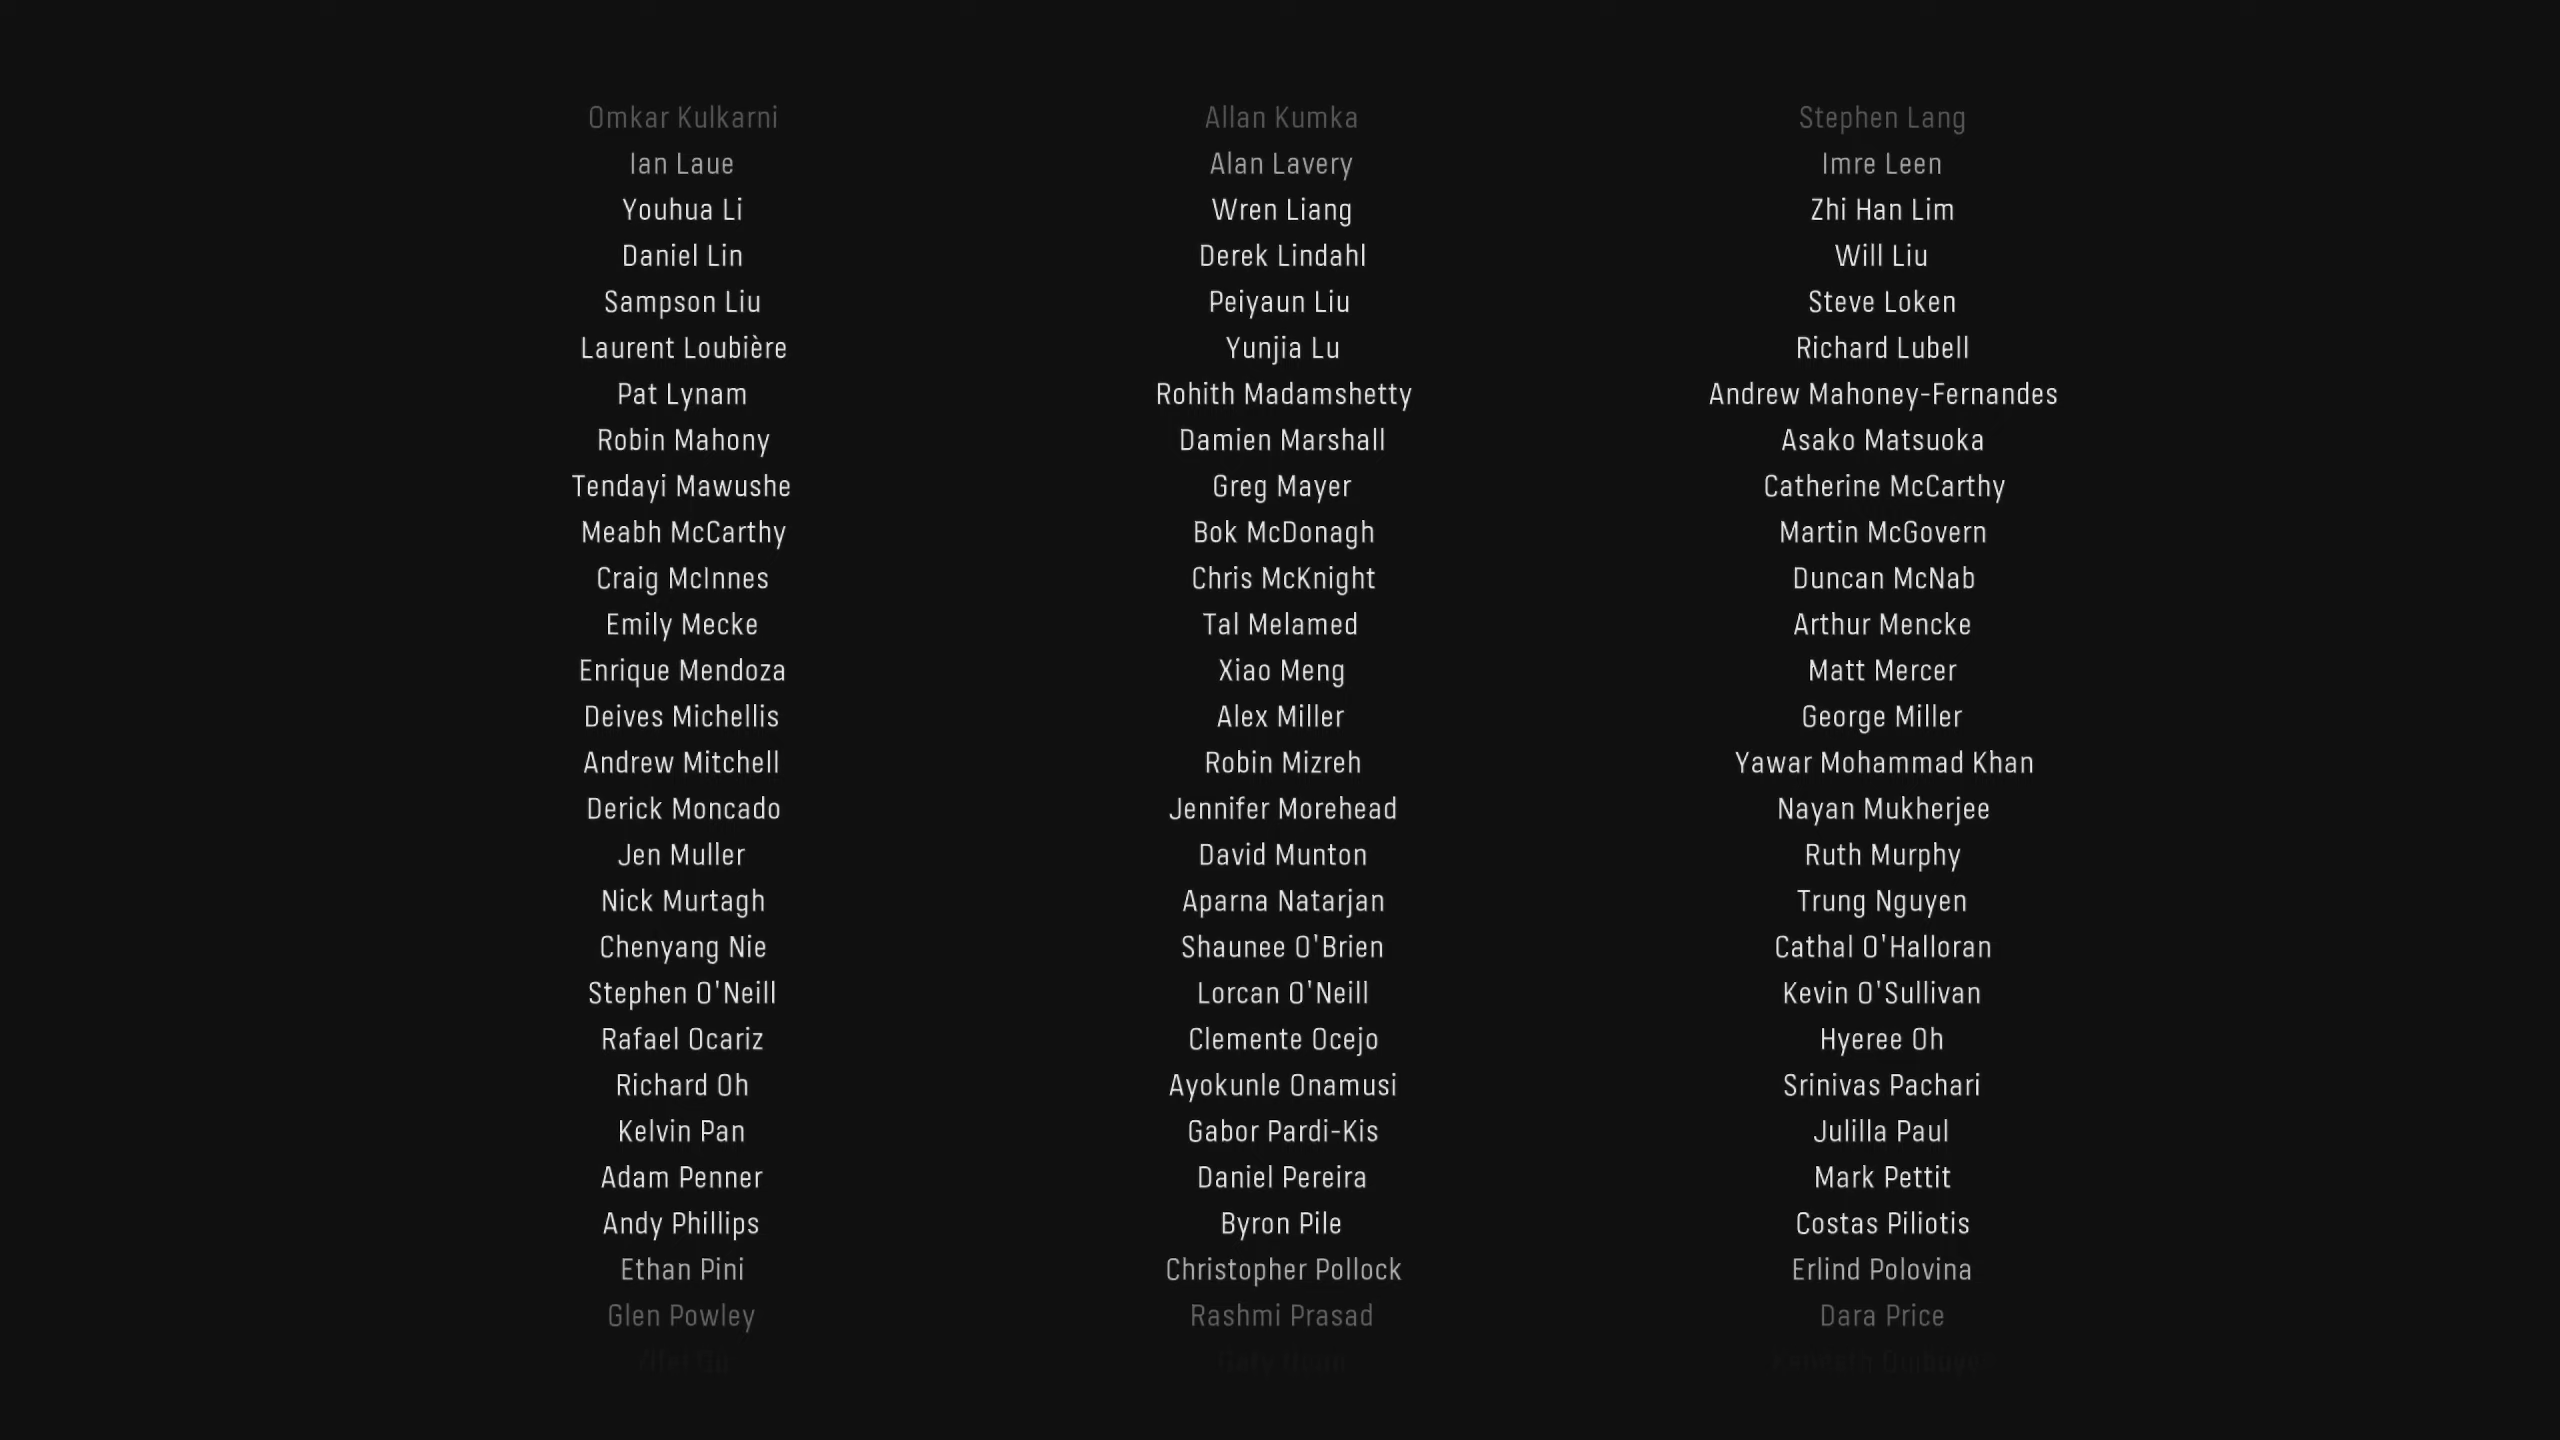 Omkar Kulkarni Allan Kumka Stephen Lang
Ian Laue Alan Lavery Imre Leen
Youhua Li Wren Liang Zhi Han Lim
Daniel Lin Derek Lindahl Will Liu
Sampson Liu Peiyaun Liu Steve Loken
Laurent Loubière Yunjia Lu Richard Lubell
Pat Lynam Rohith Madamshetty Andrew Mahoney-Fernandes
Robin Mahony Damien Marshall Asako Matsuoka
Tendayi Mawushe Greg Mayer Catherine McCarthy
Meabh McCarthy Bok McDonagh Martin McGovern
Craig McInnes Chris McKnight Duncan McNab
Emily Mecke Tal Melamed Arthur Mencke
Enrique Mendoza Xiao Meng Matt Mercer
Deives Michellis Alex Miller George Miller
Andrew Mitchell Robin Mizreh Yawar Mohammad Khan
Derick Moncado Jennifer Morehead Nayan Mukherjee
Jen Muller David Munton Ruth Murphy
Nick Murtagh Aparna Natarjan Trung Nguyen
Chenyang Nie Shaunee O'Brien Cathal O'Halloran
Stephen O'Neill Lorcan O'Neill Kevin O'Sullivan
Rafael Ocariz Clemente Ocejo Hyeree Oh
Richard Oh Ayokunle Onamusi Srinivas Pachari
Kelvin Pan Gabor Pardi-Kis Julilla Paul
Adam Penner Daniel Pereira Mark Pettit
Andy Phillips Byron Pile Costas Piliotis
Ethan Pini Christopher Pollock Erlind Polovina
Glen Powley Rashmi Prasad Dara Price